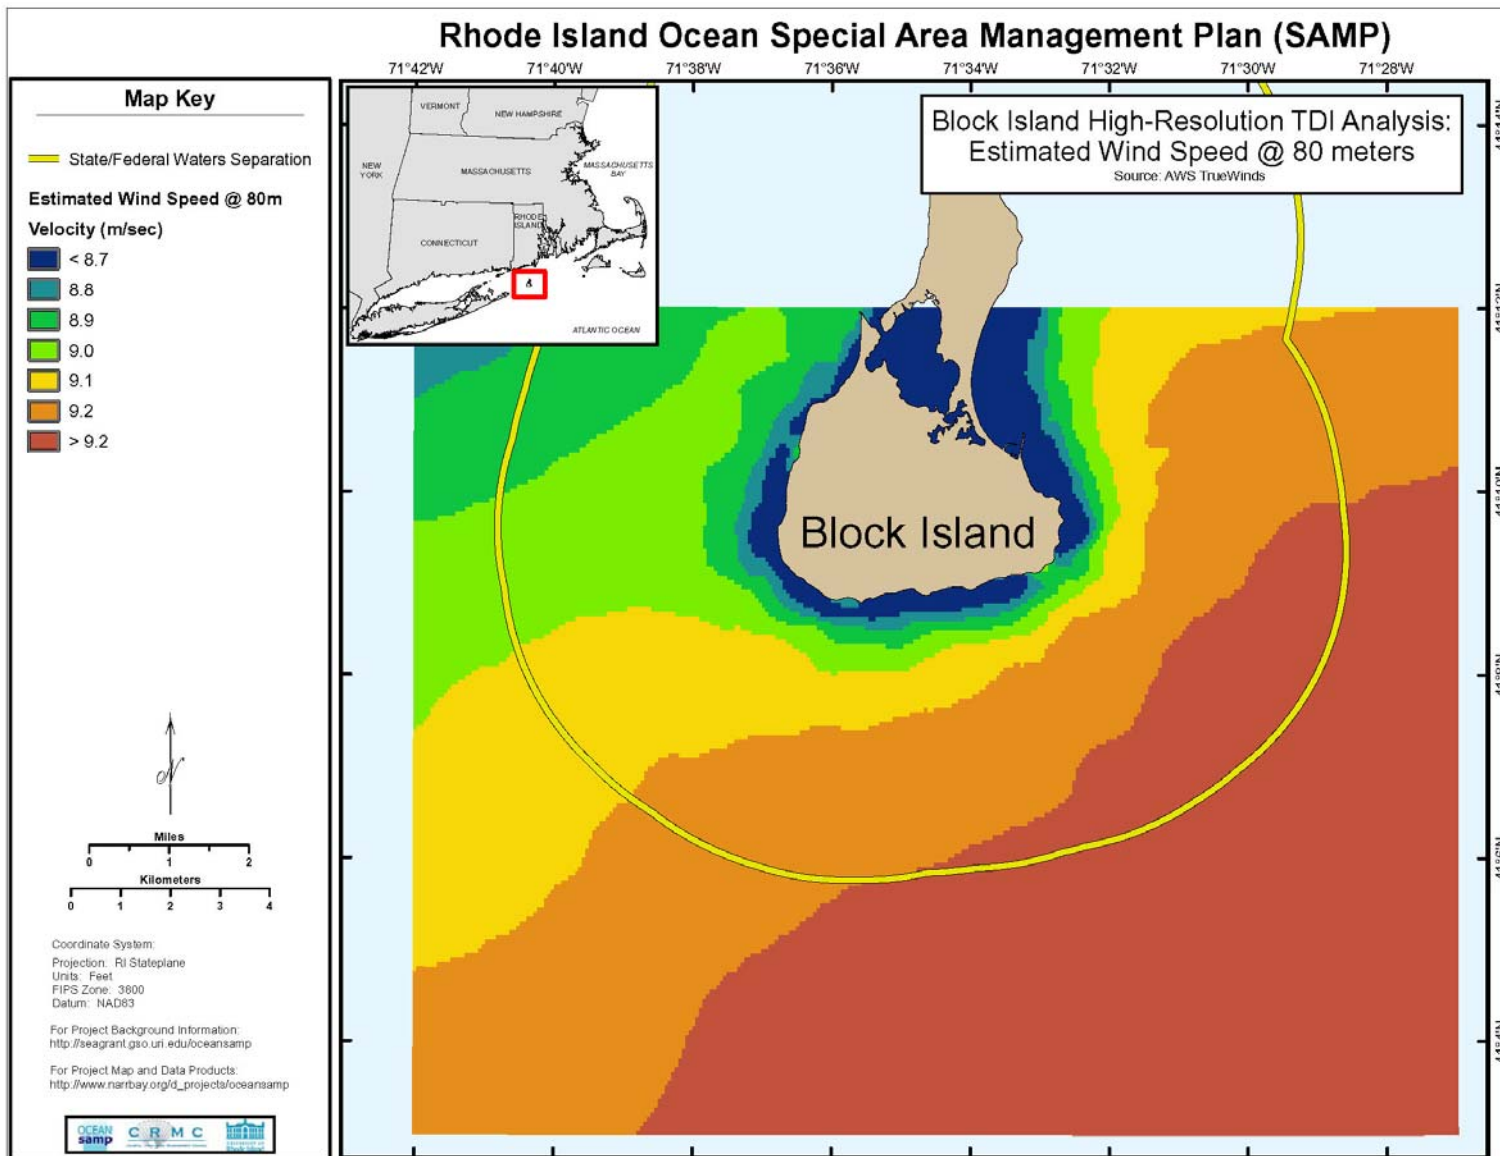 Rhode Island Ocean Special Area Management Plan (SAMP)
71°42'W 71°40'W 71°38'W 71°36'W 71°34'W 71°32'W 71°30'W 71°28'W
Map Key
State/Federal Waters Separation
Estimated Wind Speed @ 80m
Velocity (m/sec)
< 8.7
8.8
8.9
9.0
9.1
9.2
> 9.2
N
Miles
0 1 2
Kilometers
0 1 2 3 4
Coordinate System:
Projection: RI Stateplane
Units: Feet
FIPS Zone: 3800
Datum: NAD83
For Project Background Information:
http://seagrant.gso.uri.edu/oceansamp
For Project Map and Data Products:
http://www.narrbay.org/d_projects/oceansamp
OCEAN
samp
CRMC
VERMONT
NEW HAMPSHIRE
NEW
YORK
MASSACHUSETTS
MASSACHUSETTS
BAY
CONNECTICUT
RHODE
ISLAND
ATLANTIC OCEAN
Block Island High-Resolution TDI Analysis:
Estimated Wind Speed @ 80 meters
Source: AWS TrueWinds
Block Island